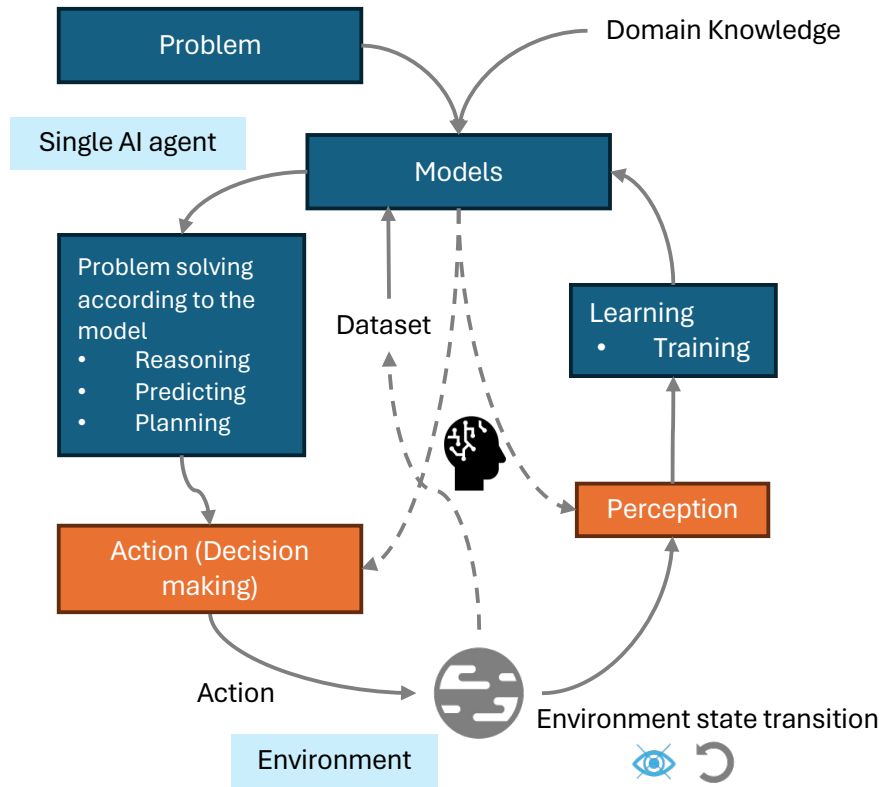 Problem
Domain Knowledge
Single AI agent
Models
Problem solving
according to the
model
• Reasoning
• Predicting
• Planning
Dataset
Learning
• Training
Perception
Action (Decision
making)
Action
Environment state transition
Environment